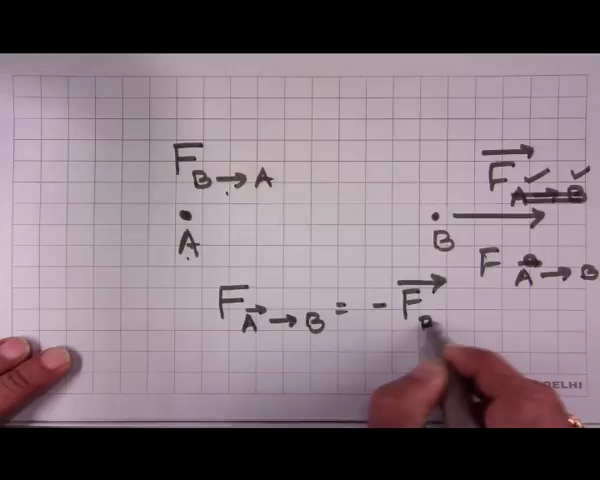 F B → A
F A → B
A
B
F A → B
F A → B = - F B
DELHI